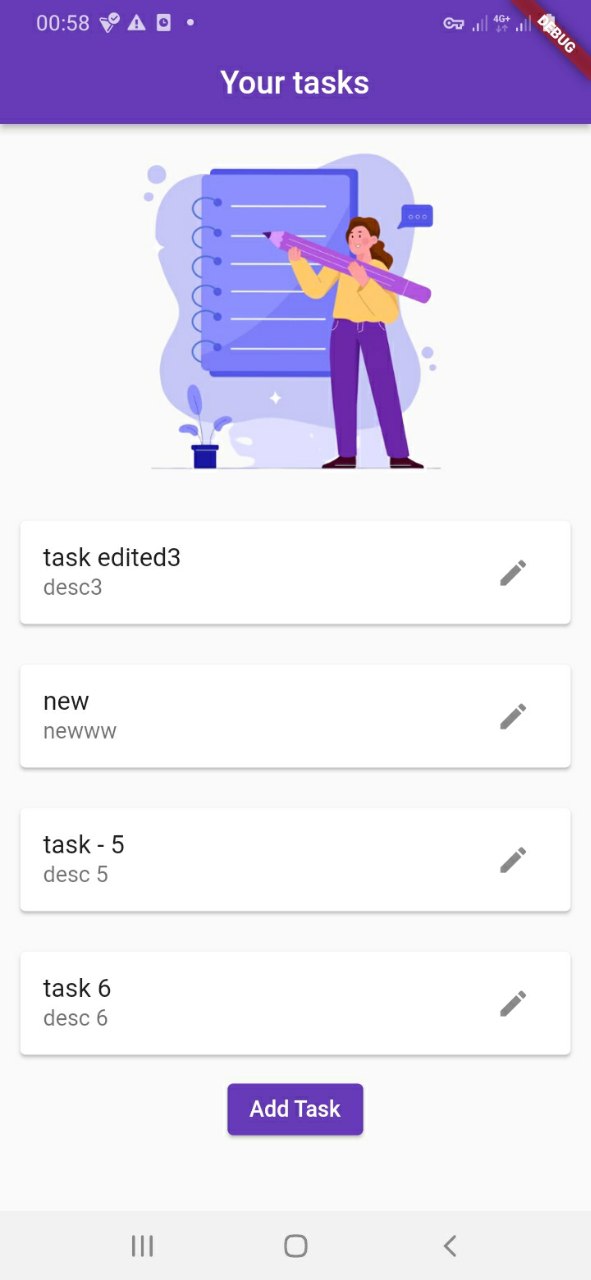 00:58
4G+
DEBUG
Your tasks
task edited3
desc3
new
newww
task - 5
desc 5
task 6
desc 6
Add Task